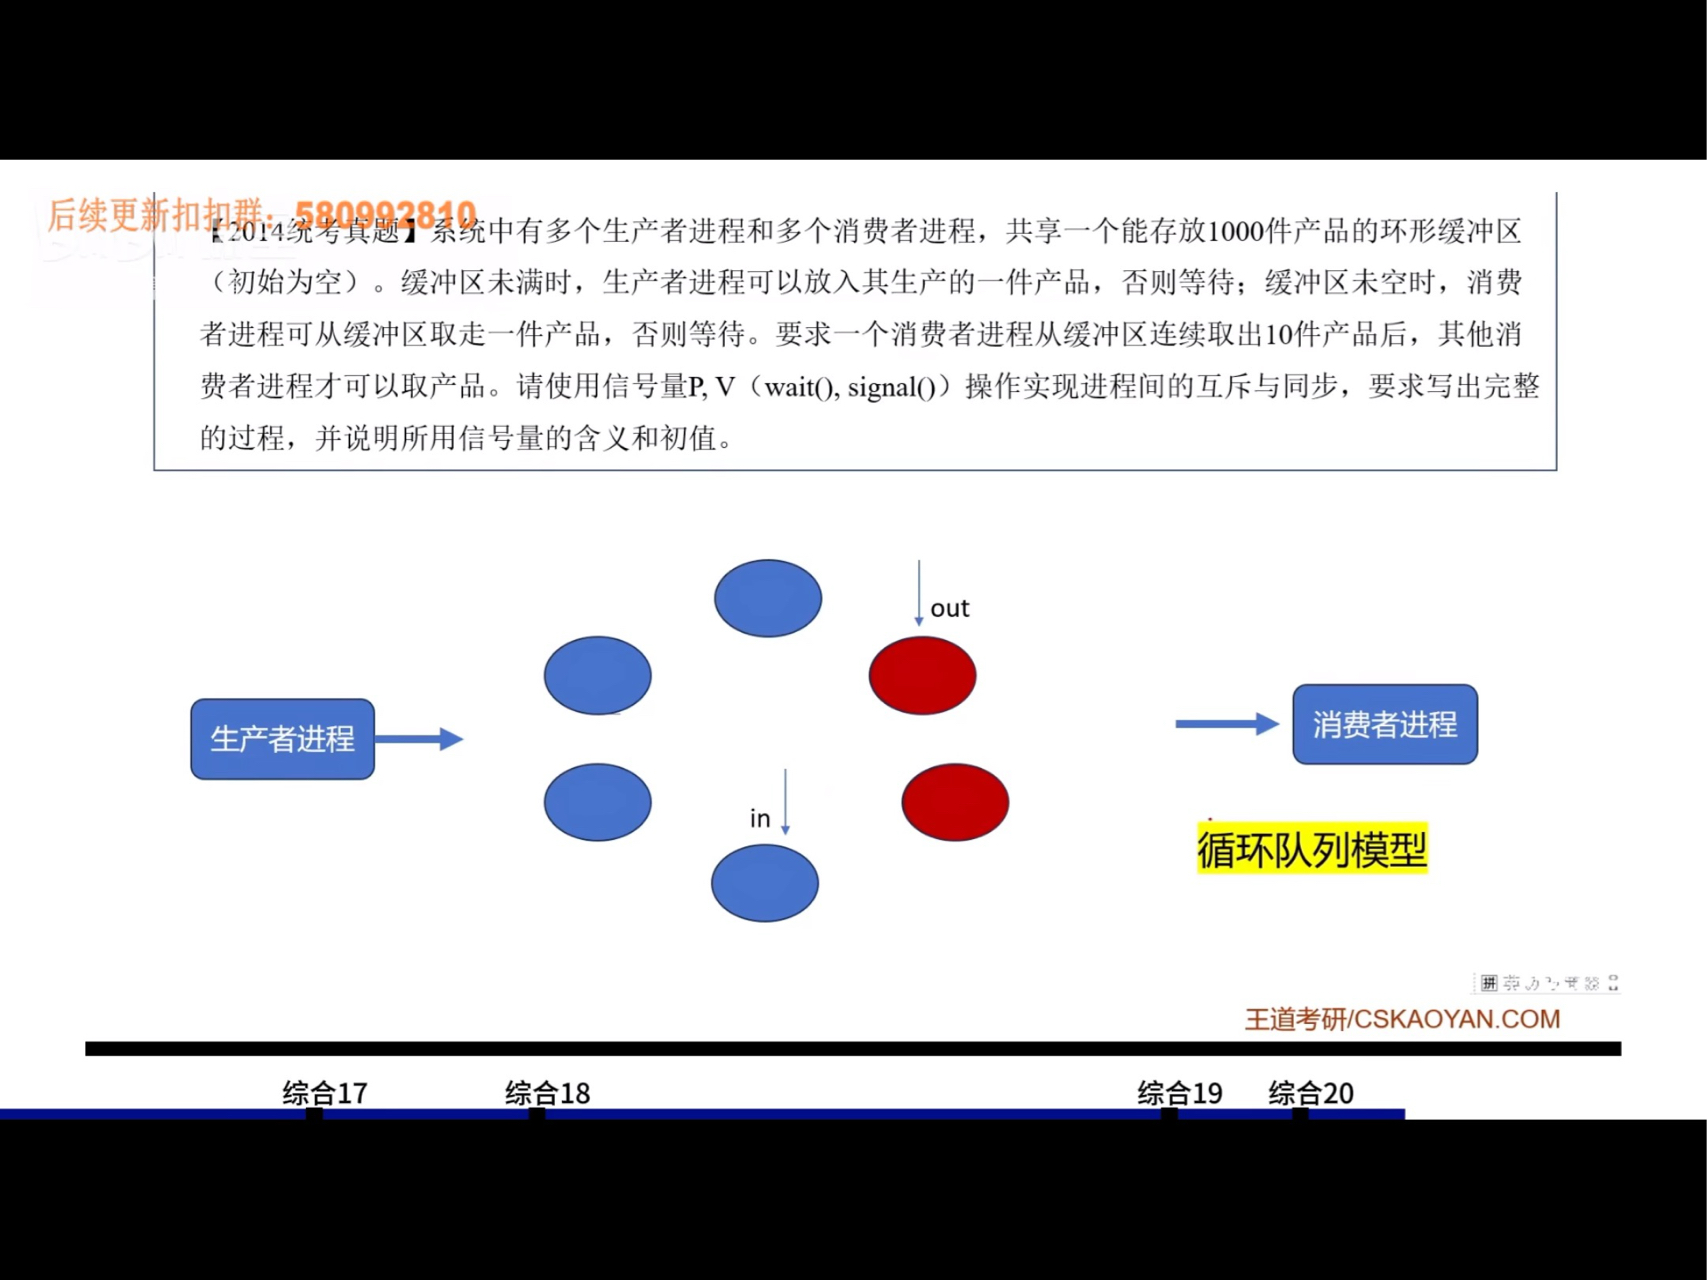 后续更新扣扣群：580992810
【2014统考真题】系统中有多个生产者进程和多个消费者进程，共享一个能存放1000件产品的环形缓冲区
（初始为空）。缓冲区未满时，生产者进程可以放入其生产的一件产品，否则等待；缓冲区未空时，消费
者进程可从缓冲区取走一件产品，否则等待。要求一个消费者进程从缓冲区连续取出10件产品后，其他消
费者进程才可以取产品。请使用信号量P, V（wait(), signal()）操作实现进程间的互斥与同步，要求写出完整
的过程，并说明所用信号量的含义和初值。
out
生产者进程
消费者进程
in
循环队列模型
拼
王道考研/CSKAOYAN.COM
综合17 综合18 综合19 综合20